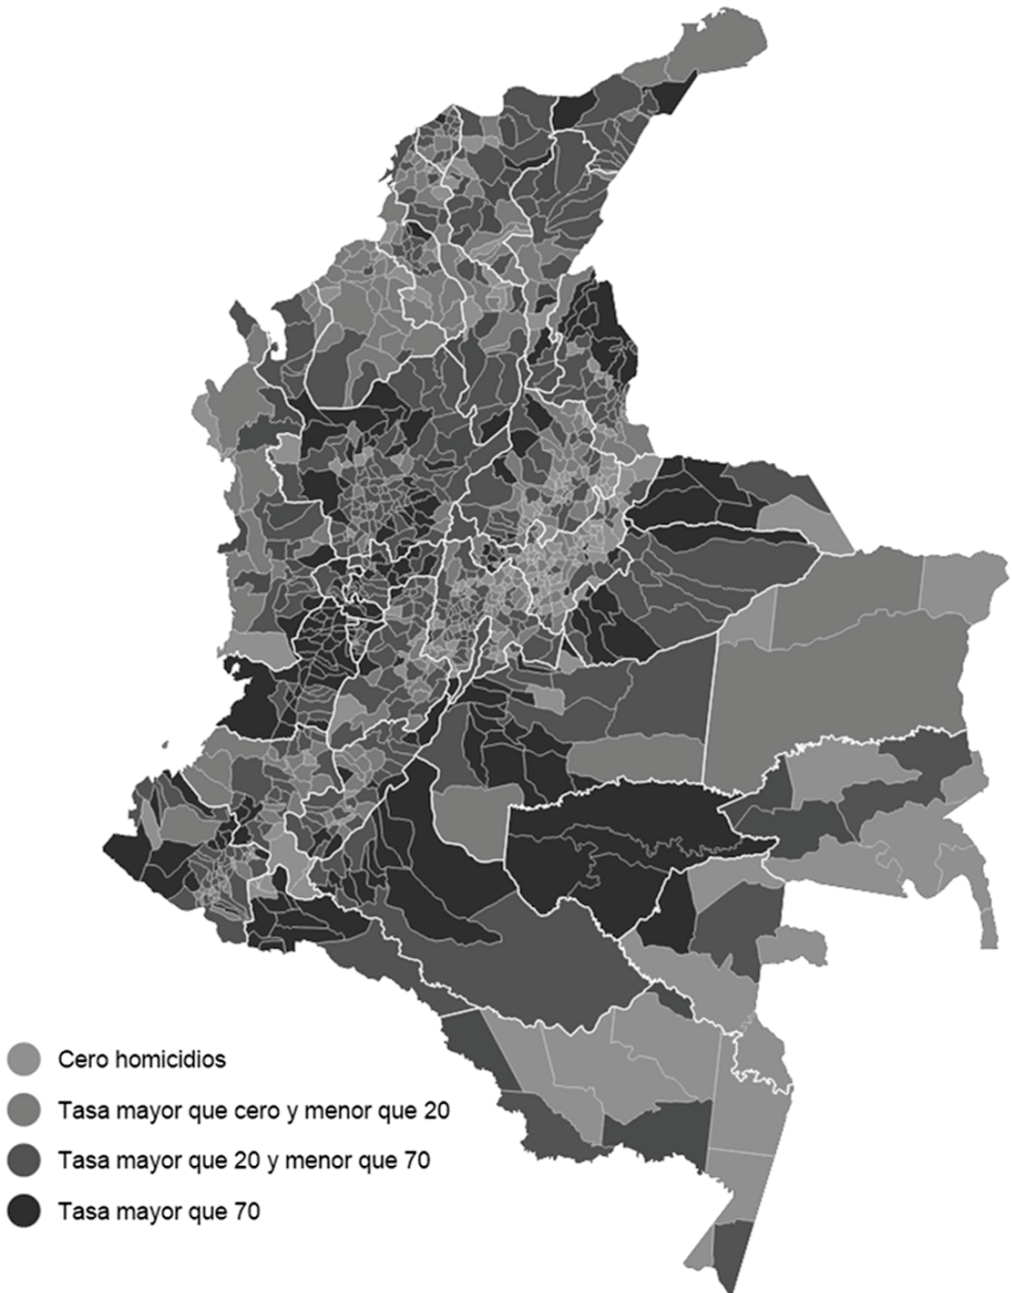 Cero homicidios
Tasa mayor que cero y menor que 20
Tasa mayor que 20 y menor que 70
Tasa mayor que 70